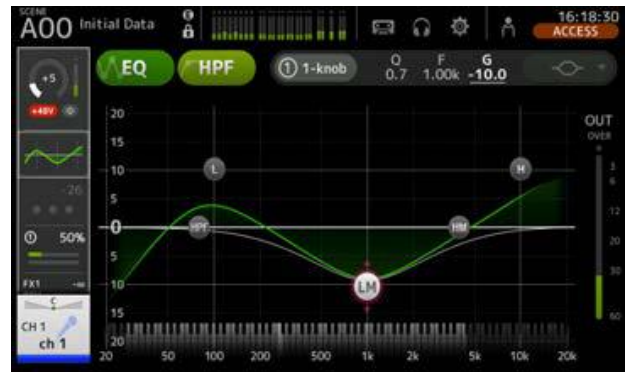 SCENE
A00 Initial Data
16:18:30
ACCESS
+5
+48V
EQ
HPF
1 1-knob
Q
0.7
F
1.00k
G
-10.0
20
15
10
5
0
5
10
15
20
L
H
HPF
HM
LM
OUT
OVER
3
6
12
20
30
60
-26
1 50%
FX1 -∞
C
CH 1
ch 1
20 50 100 200 500 1k 2k 5k 10k 20k